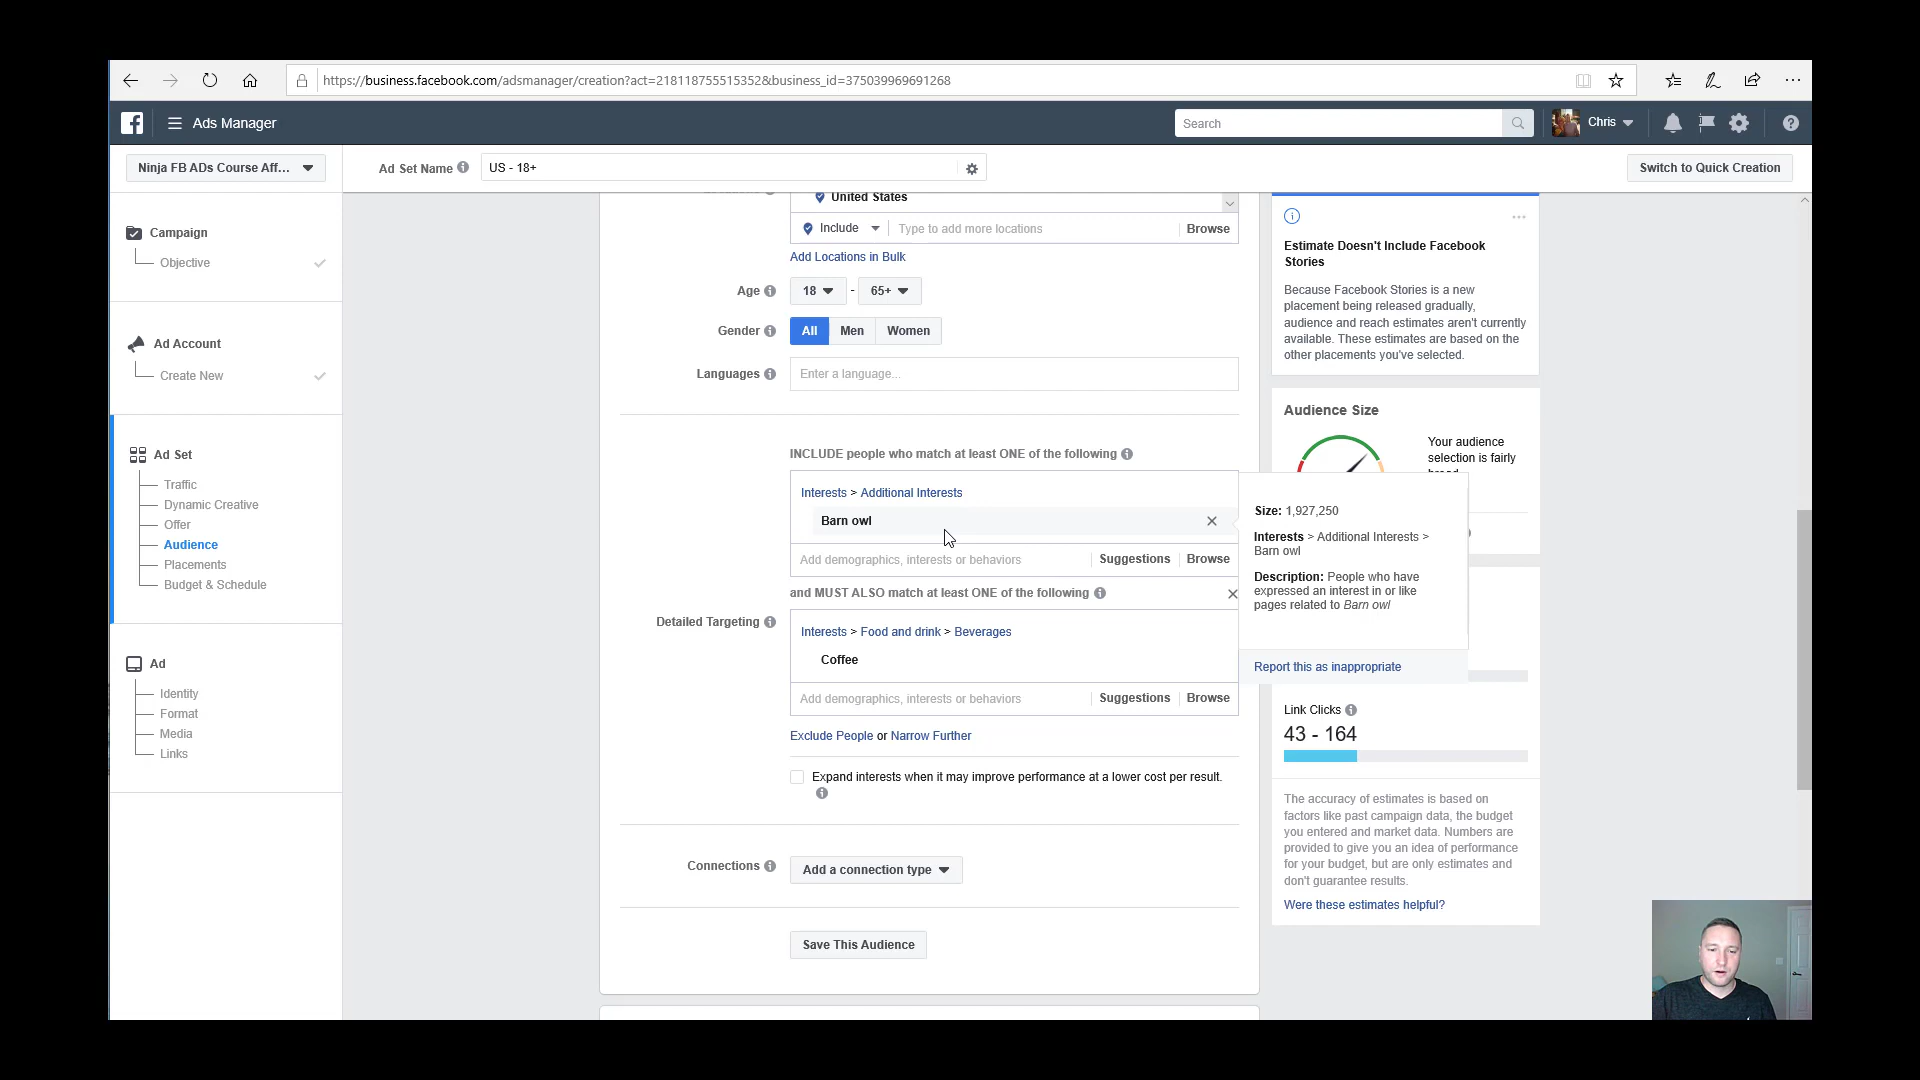 https://business.facebook.com/adsmanager/creation?act=218118755515352&business_id=375039969691268
Ads Manager
Search
Chris
Ninja FB ADs Course Aff...
Ad Set Name
US - 18+
Switch to Quick Creation
Campaign
Objective
Ad Account
Create New
Ad Set
Traffic
Dynamic Creative
Offer
Audience
Placements
Budget & Schedule
Ad
Identity
Format
Media
Links
United States
Include
Type to add more locations
Browse
Add Locations in Bulk
Age
18
-
65+
Gender
All
Men
Women
Languages
Enter a language...
INCLUDE people who match at least ONE of the following
Interests > Additional Interests
Barn owl
Add demographics, interests or behaviors
Suggestions
Browse
and MUST ALSO match at least ONE of the following
Detailed Targeting
Interests > Food and drink > Beverages
Coffee
Add demographics, interests or behaviors
Suggestions
Browse
Exclude People or Narrow Further
Expand interests when it may improve performance at a lower cost per result.
Connections
Add a connection type
Save This Audience
Estimate Doesn't Include Facebook
Stories
Because Facebook Stories is a new
placement being released gradually,
audience and reach estimates aren't currently
available. These estimates are based on the
other placements you've selected.
Audience Size
Your audience
selection is fairly
Size: 1,927,250
Interests > Additional Interests >
Barn owl
Description: People who have
expressed an interest in or like
pages related to Barn owl
Report this as inappropriate
Link Clicks
43 - 164
The accuracy of estimates is based on
factors like past campaign data, the budget
you entered and market data. Numbers are
provided to give you an idea of performance
for your budget, but are only estimates and
don't guarantee results.
Were these estimates helpful?